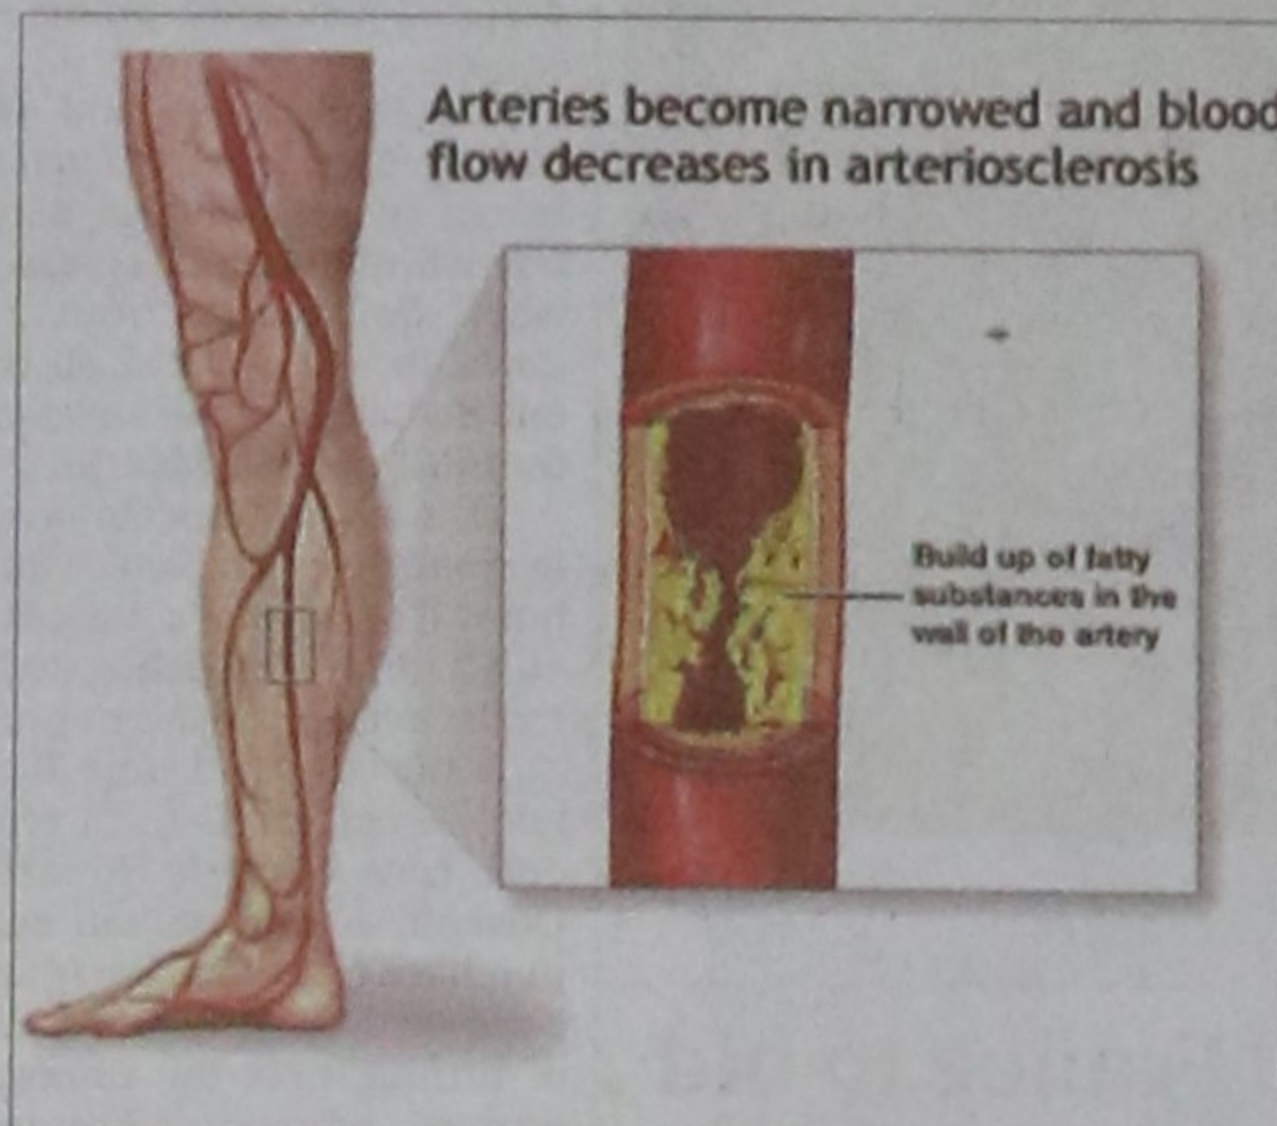 Arteries become narrowed and blood
flow decreases in arteriosclerosis
Build up of fatty
substances in the
wall of the artery